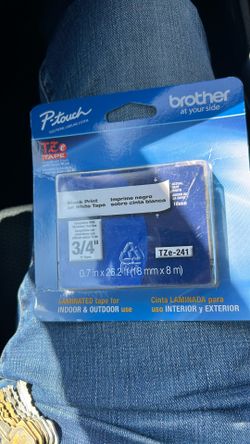 P-touch
brother
at your side
TZe
TAPE
Black Print
on White Tape
Imprime negro
sobre cinta blanca
18mm
3/4"
TZe-241
0.7 in x 26.2 ft (18 mm x 8 m)
LAMINATED tape for
INDOOR & OUTDOOR use
Cinta LAMINADA para
uso INTERIOR y EXTERIOR